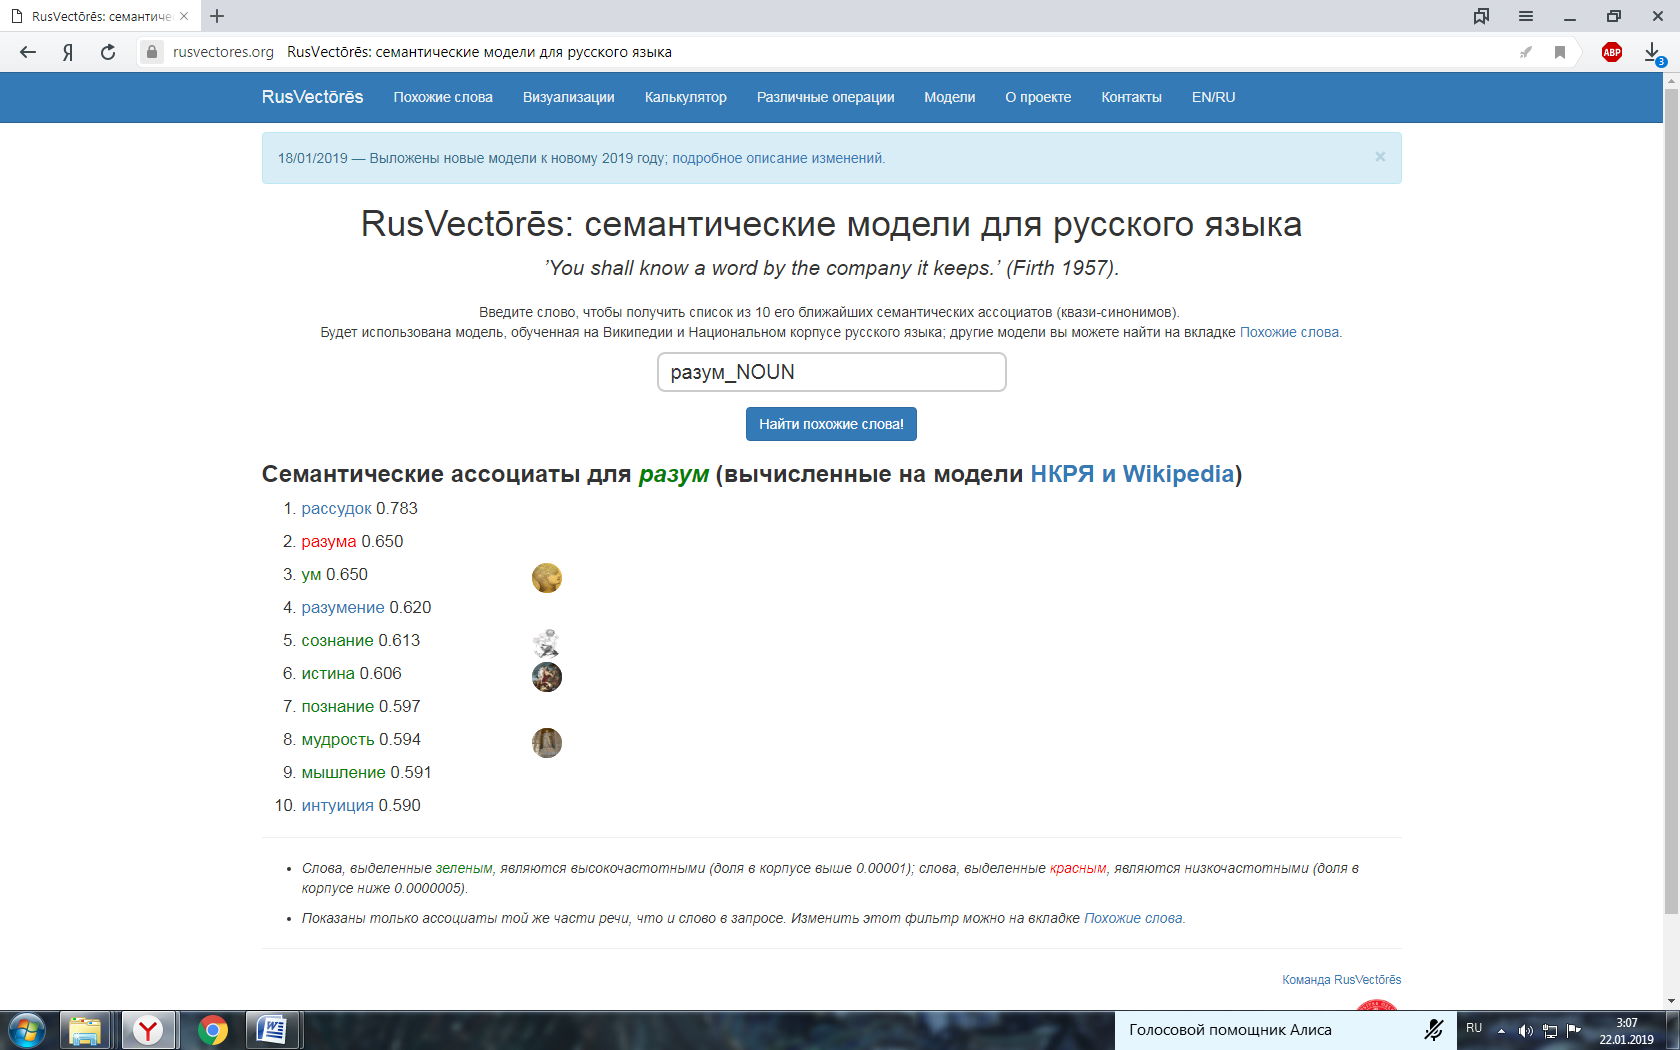 RusVectōrēs: семантичес
rusvectores.org RusVectōrēs: семантические модели для русского языка
ABP
3
RusVectōrēs Похожие слова Визуализации Калькулятор Различные операции Модели О проекте Контакты EN/RU
18/01/2019 — Выложены новые модели к новому 2019 году; подробное описание изменений.
×
RusVectōrēs: семантические модели для русского языка
'You shall know a word by the company it keeps.' (Firth 1957).
Введите слово, чтобы получить список из 10 его ближайших семантических ассоциатов (квази-синонимов).
Будет использована модель, обученная на Википедии и Национальном корпусе русского языка; другие модели вы можете найти на вкладке Похожие слова.
разум_NOUN
Найти похожие слова!
Семантические ассоциаты для разум (вычисленные на модели НКРЯ и Wikipedia)
1. рассудок 0.783
2. разума 0.650
3. ум 0.650
4. разумение 0.620
5. сознание 0.613
6. истина 0.606
7. познание 0.597
8. мудрость 0.594
9. мышление 0.591
10. интуиция 0.590
• Слова, выделенные зеленым, являются высокочастотными (доля в корпусе выше 0.00001); слова, выделенные красным, являются низкочастотными (доля в
корпусе ниже 0.0000005).
• Показаны только ассоциаты той же части речи, что и слово в запросе. Изменить этот фильтр можно на вкладке Похожие слова.
Команда RusVectōrēs
Голосовой помощник Алиса
RU
3:07
22.01.2019